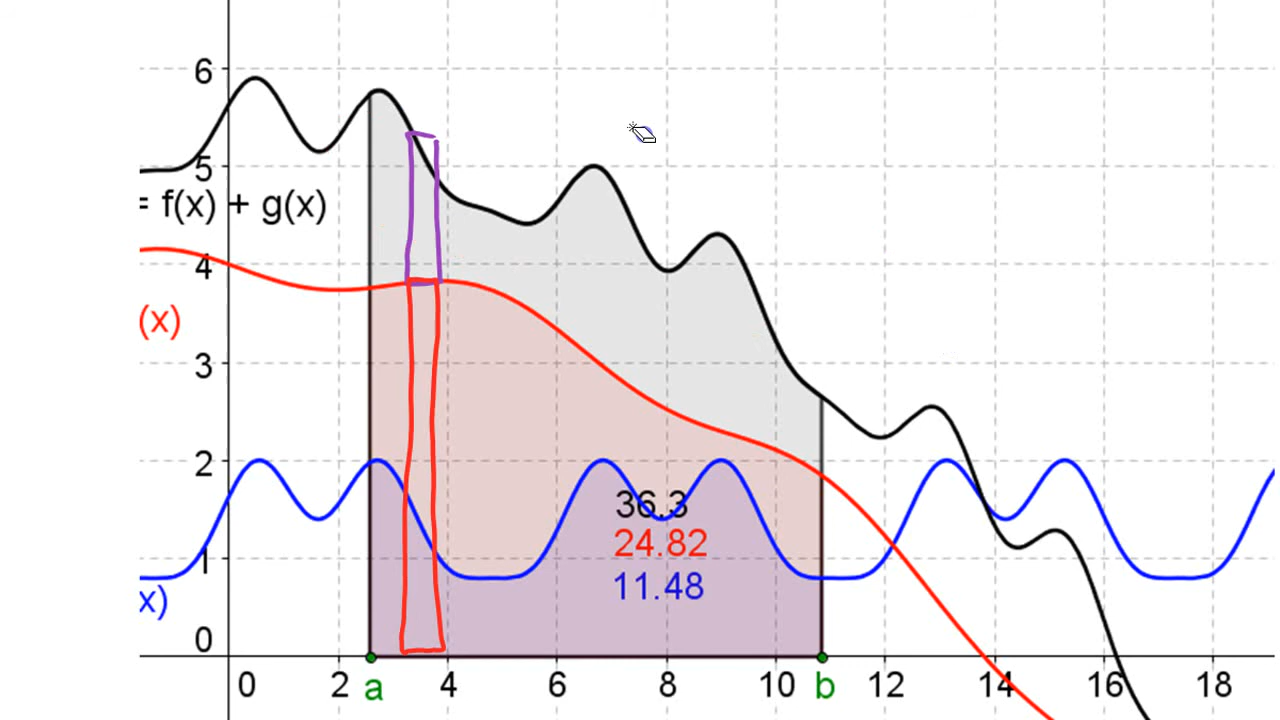 6
5
= f(x) + g(x)
4
(x)
3
2
36.3
24.82
1
11.48
x)
0
0 2 a 4 6 8 10 b 12 14 16 18